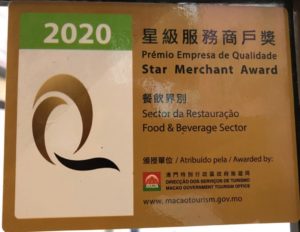 2020
星級服務商戶獎
Prémio Empresa de Qualidade
Star Merchant Award
餐飲界別
Sector da Restauração
Food & Beverage Sector
頒授單位 / Atribuído pela / Awarded by:
澳門特別行政區政府旅遊局
DIRECÇÃO DOS SERVIÇOS DE TURISMO
MACAO GOVERNMENT TOURISM OFFICE
www.macaotourism.gov.mo